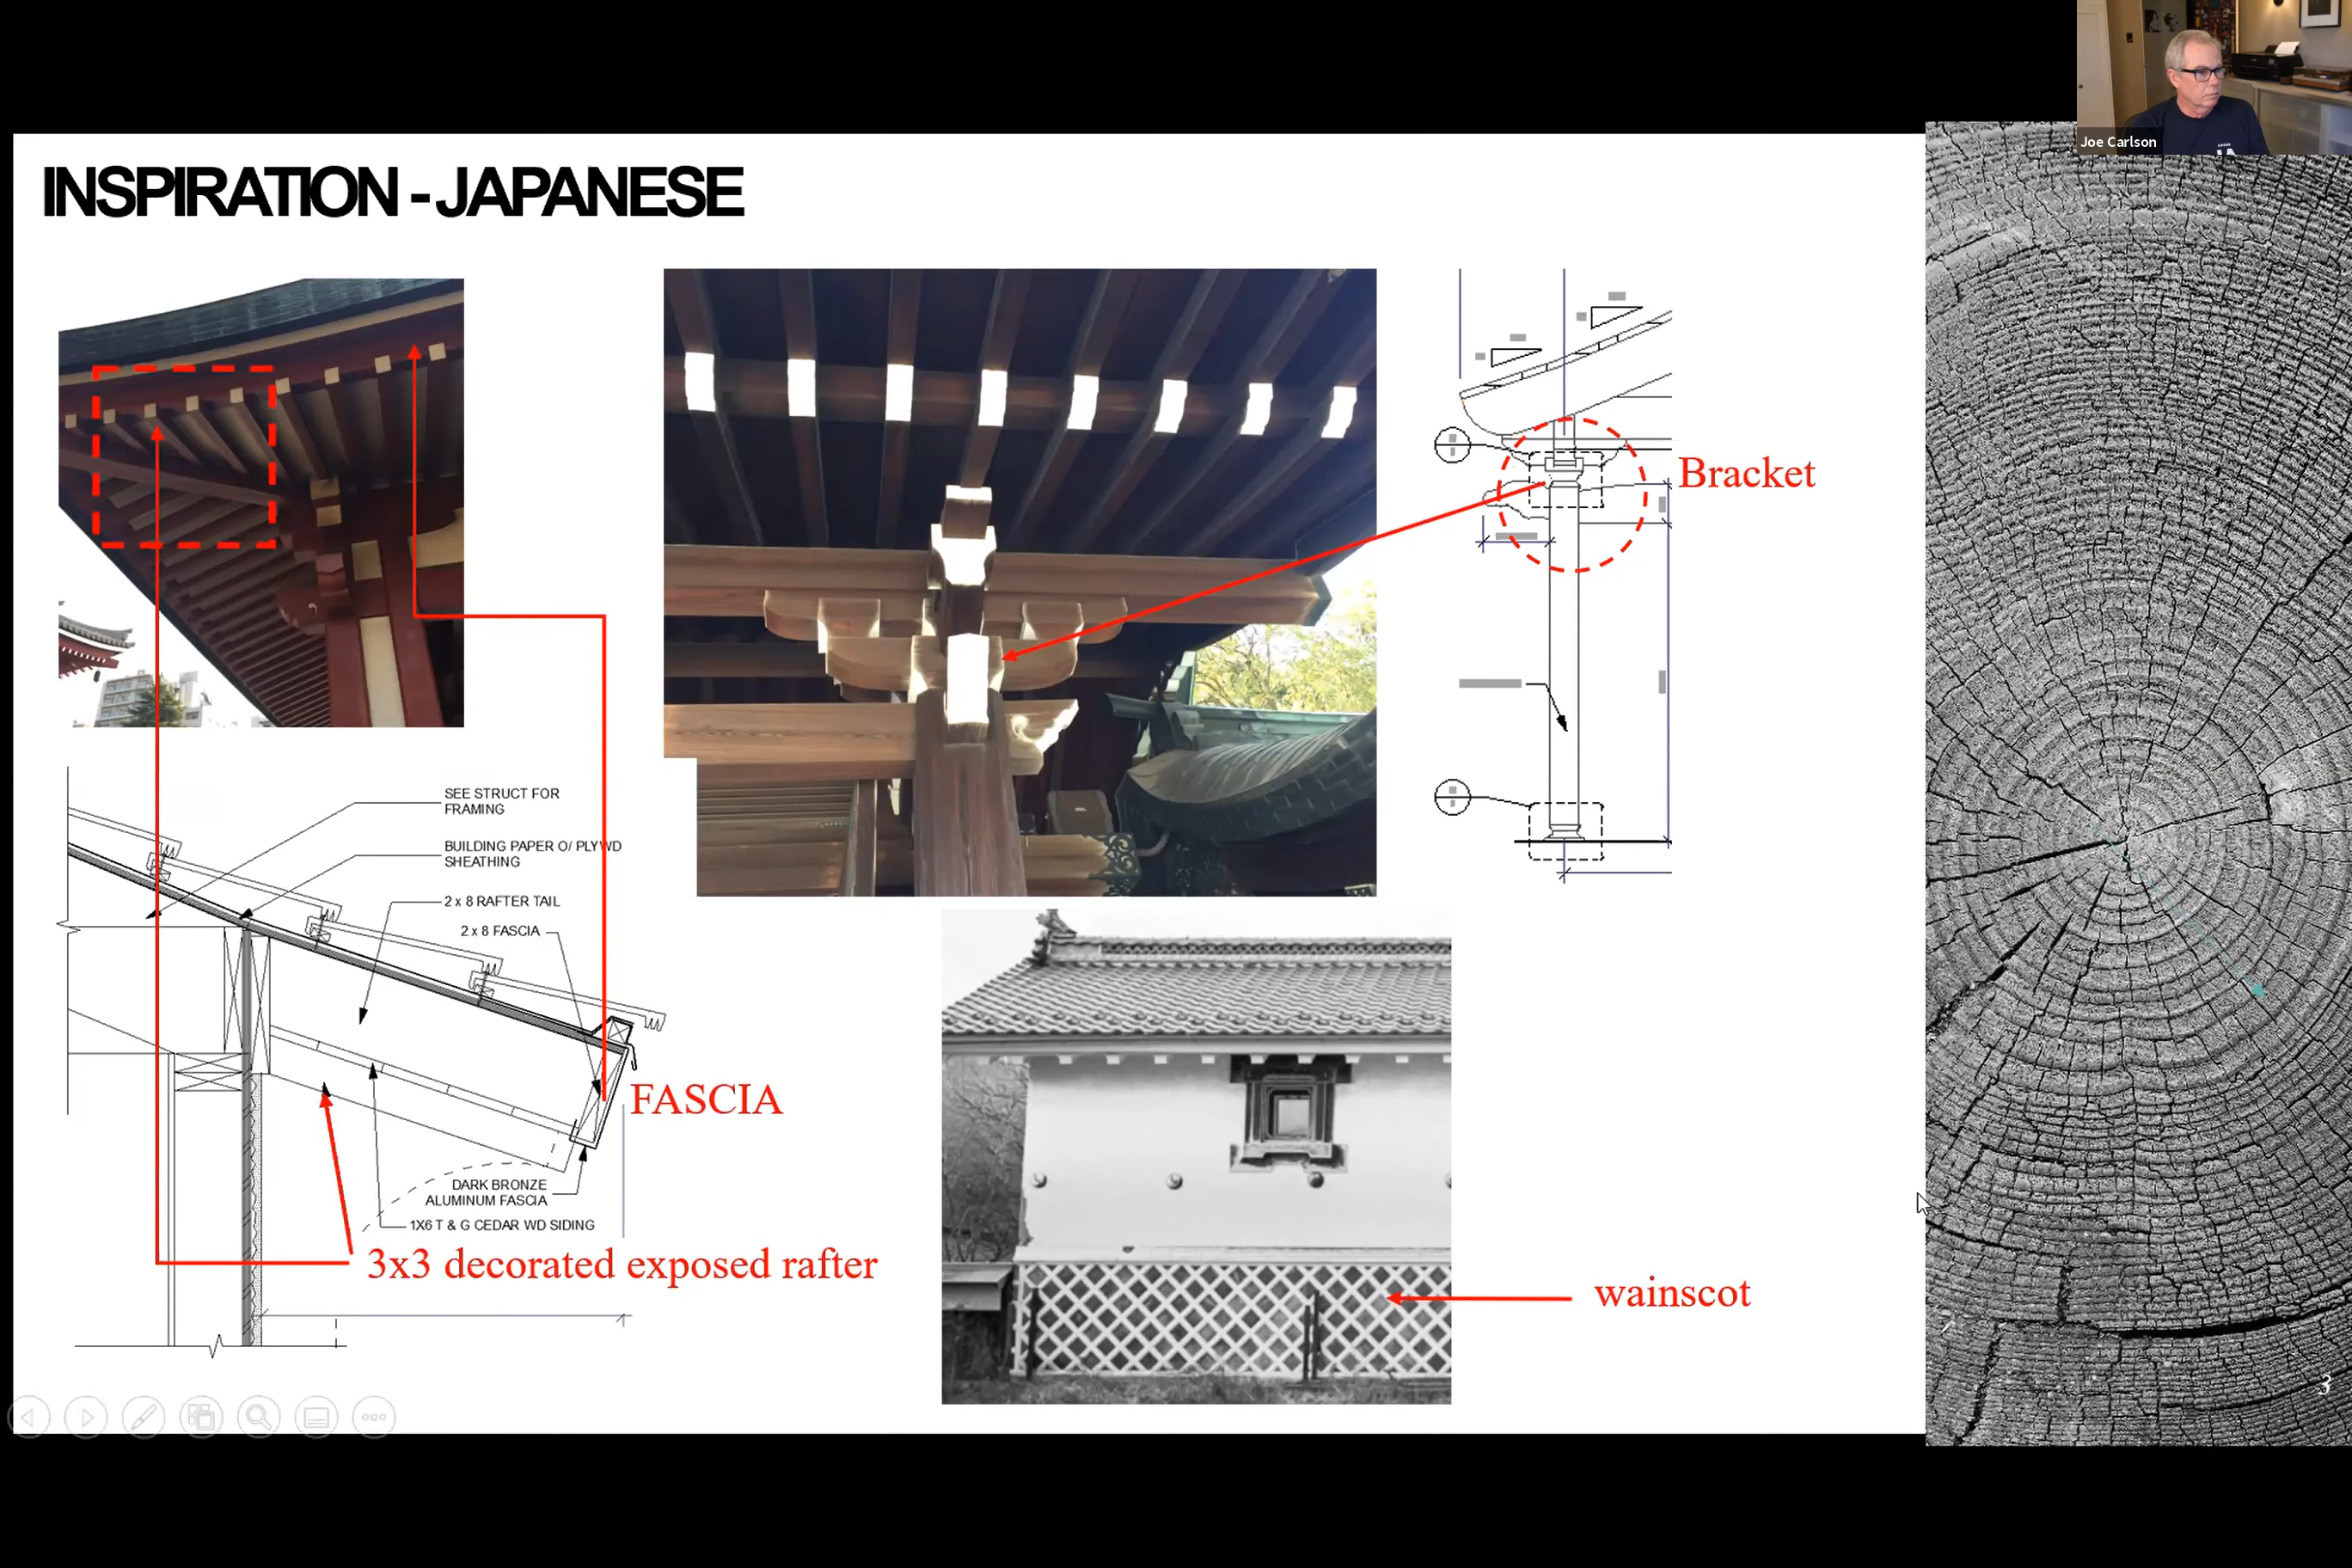 Joe Carlson
INSPIRATION - JAPANESE
Bracket
SEE STRUCT FOR
FRAMING
BUILDING PAPER O/ PLYWD
SHEATHING
2 x 8 RAFTER TAIL
2 x 8 FASCIA
FASCIA
DARK BRONZE
ALUMINUM FASCIA
1X6 T & G CEDAR WD SIDING
3x3 decorated exposed rafter
wainscot
3